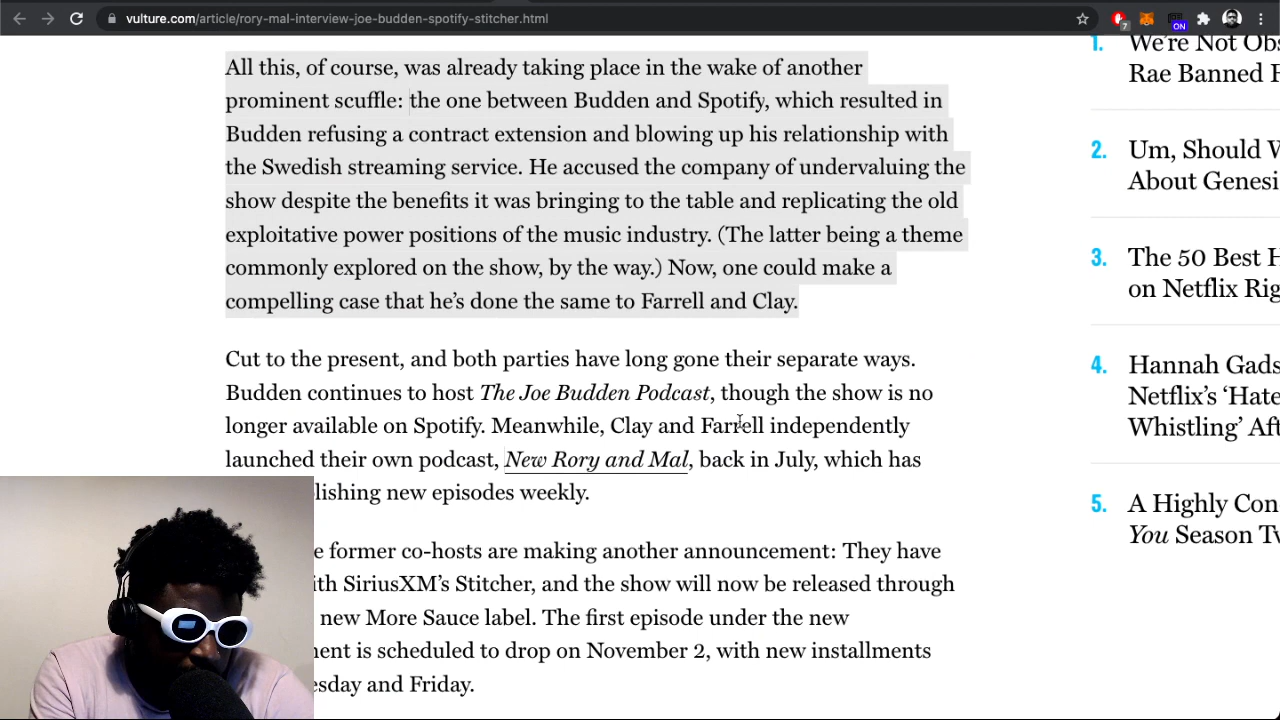 vulture.com/article/rory-mal-interview-joe-budden-spotify-stitcher.html
7
ON
All this, of course, was already taking place in the wake of another
prominent scuffle: the one between Budden and Spotify, which resulted in
Budden refusing a contract extension and blowing up his relationship with
the Swedish streaming service. He accused the company of undervaluing the
show despite the benefits it was bringing to the table and replicating the old
exploitative power positions of the music industry. (The latter being a theme
commonly explored on the show, by the way.) Now, one could make a
compelling case that he’s done the same to Farrell and Clay.
Cut to the present, and both parties have long gone their separate ways.
Budden continues to host The Joe Budden Podcast, though the show is no
longer available on Spotify. Meanwhile, Clay and Farrell independently
launched their own podcast, New Rory and Mal, back in July, which has
lishing new episodes weekly.
e former co-hosts are making another announcement: They have
ith SiriusXM’s Stitcher, and the show will now be released through
new More Sauce label. The first episode under the new
ent is scheduled to drop on November 2, with new installments
sday and Friday.
1. We’re Not Obs
Rae Banned F
2. Um, Should W
About Genesi
3. The 50 Best H
on Netflix Rig
4. Hannah Gads
Netflix’s ‘Hate
Whistling’ Aft
5. A Highly Con
You Season Tw